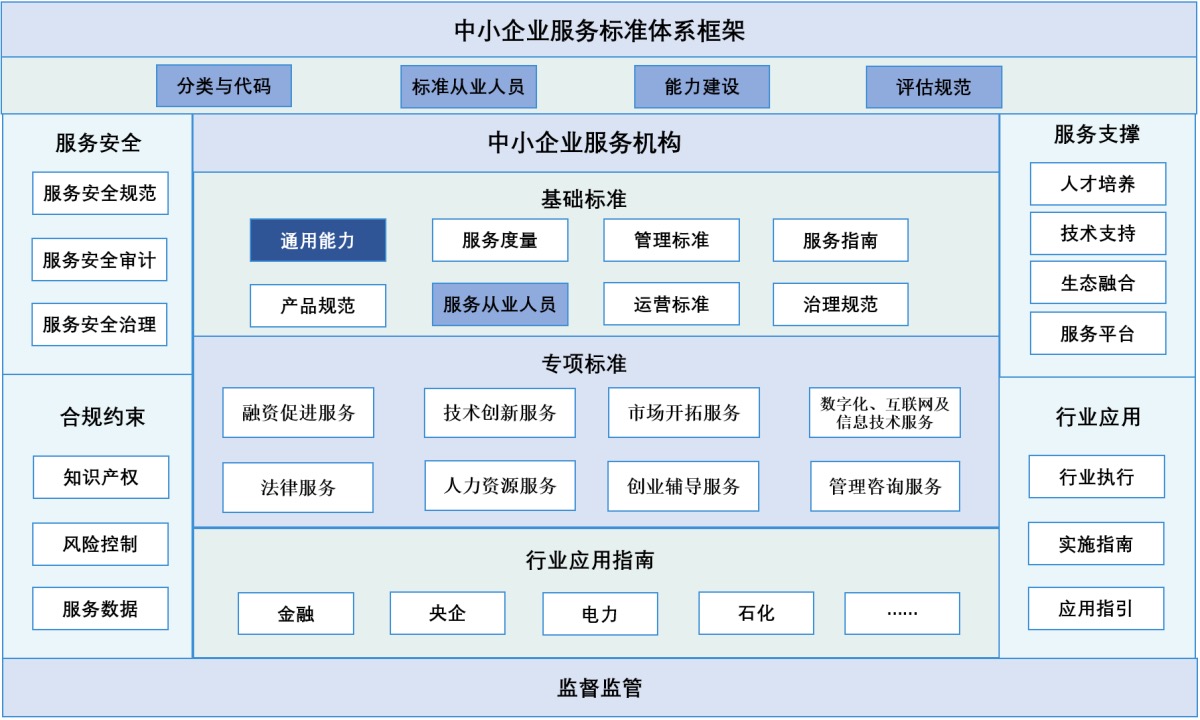 中小企业服务标准体系框架
分类与代码
标准从业人员
能力建设
评估规范
服务安全
服务安全规范
服务安全审计
服务安全治理
合规约束
知识产权
风险控制
服务数据
中小企业服务机构
基础标准
通用能力
服务度量
管理标准
服务指南
产品规范
服务从业人员
运营标准
治理规范
专项标准
融资促进服务
技术创新服务
市场开拓服务
数字化、互联网及
信息技术服务
法律服务
人力资源服务
创业辅导服务
管理咨询服务
行业应用指南
金融
央企
电力
石化
······
服务支撑
人才培养
技术支持
生态融合
服务平台
行业应用
行业执行
实施指南
应用指引
监督监管